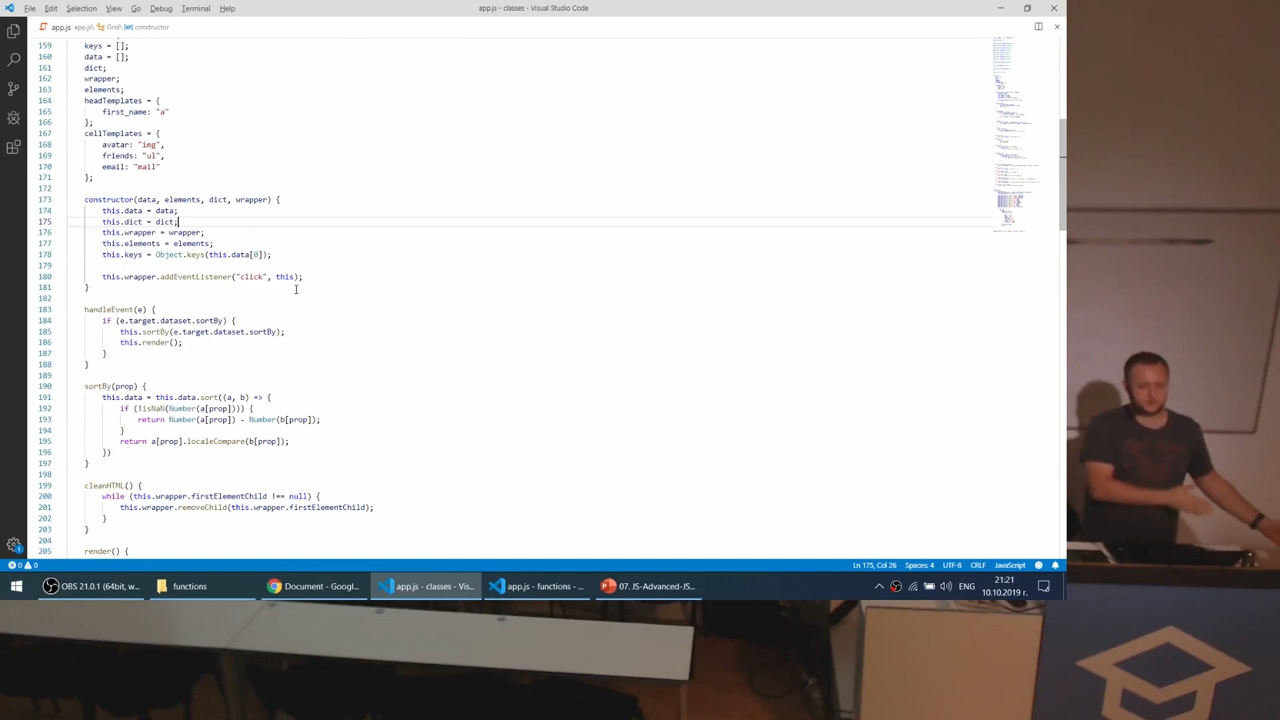 File Edit Selection View Go Debug Terminal Help
app.js - classes - Visual Studio Code
app.js app.js\ Grid\ constructor
159 keys = [];
160 data = [];
161 dict;
162 wrapper;
163 elements;
164 headTemplates = {
165 first_name: "a"
166 };
167 cellTemplates = {
168 avatar: "img",
169 friends: "ul",
170 email: "mail"
171 };
172
173 constructor(data, elements, dict, wrapper) {
174 this.data = data;
175 this.dict = dict;
176 this.wrapper = wrapper;
177 this.elements = elements;
178 this.keys = Object.keys(this.data[0]);
179
180 this.wrapper.addEventListener("click", this);
181 }
182
183 handleEvent(e) {
184 if (e.target.dataset.sortBy) {
185 this.sortBy(e.target.dataset.sortBy);
186 this.render();
187 }
188 }
189
190 sortBy(prop) {
191 this.data = this.data.sort((a, b) => {
192 if (!isNaN(Number(a[prop]))) {
193 return Number(a[prop]) - Number(b[prop]);
194 }
195 return a[prop].localeCompare(b[prop]);
196 })
197 }
198
199 cleanHTML() {
200 while (this.wrapper.firstElementChild !== null) {
201 this.wrapper.removeChild(this.wrapper.firstElementChild);
202 }
203 }
204
205 render() {
0 0
Ln 175, Col 26 Spaces: 4 UTF-8 CRLF JavaScript
OBS 21.0.1 (64bit, w... functions Document - Googl... app.js - classes - Vis... app.js - functions - ... 07. JS-Advanced-JS...
ЕНГ
21:21
10.10.2019 г.